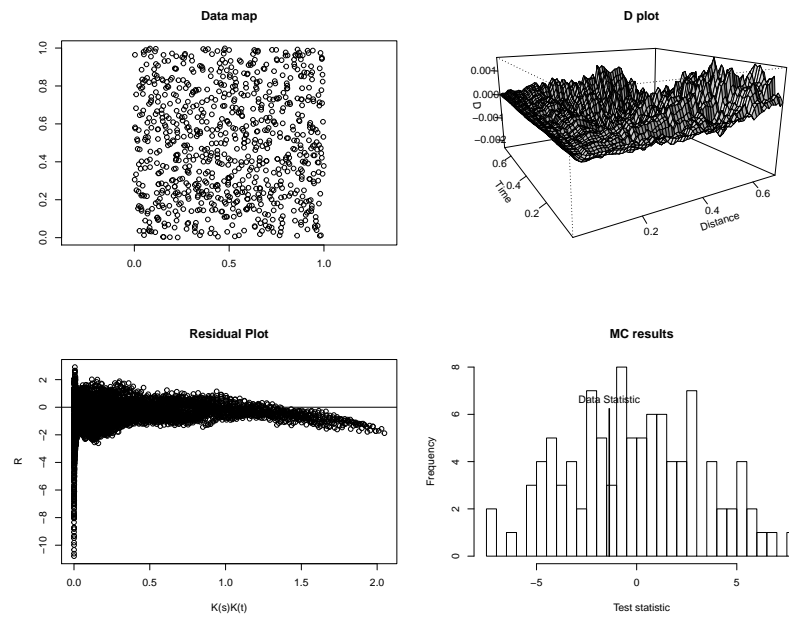 Data map
0.0
0.2
0.4
0.6
0.8
1.0
0.0 0.5 1.0
D plot
0.001
0.000
−0.001
−0.002
D
0.6
0.4
0.2
Time
0.2
0.4
0.6
Distance
Residual Plot
2
0
−2
−4
−6
−8
−10
R
0.0 0.5 1.0 1.5 2.0
K(s)K(t)
MC results
8
6
4
2
0
Frequency
Data Statistic
−5 0 5
Test statistic